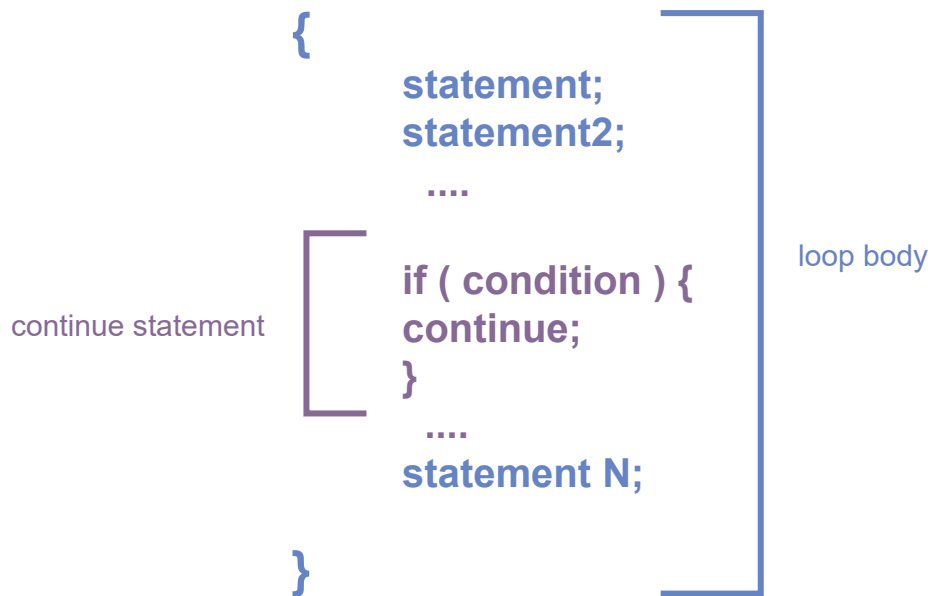 {
statement;
statement2;
....
loop body
if ( condition ) {
continue statement
continue;
}
....
statement N;
}